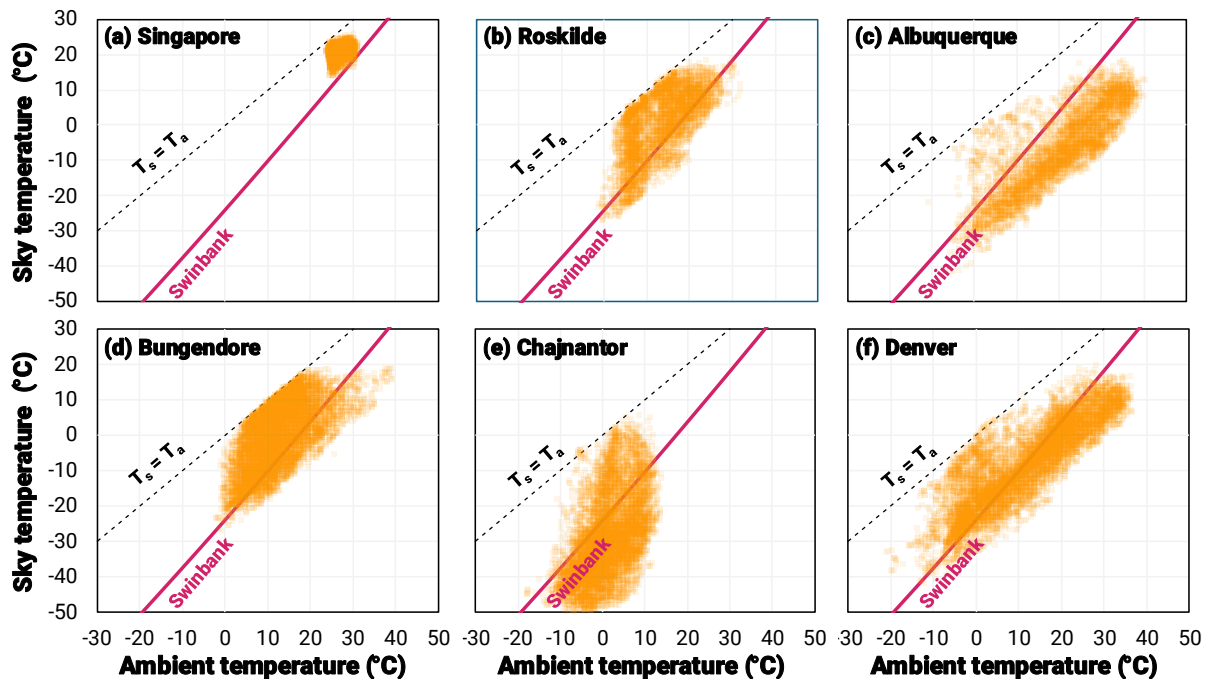 (a) Singapore
(b) Roskilde
(c) Albuquerque
30
20
10
0
-10
-20
-30
-40
-50
Sky temperature (°C)
Ts = Ta
Swinbank
Ts = Ta
Swinbank
Ts = Ta
Swinbank
(d) Bungendore
(e) Chajnantor
(f) Denver
30
20
10
0
-10
-20
-30
-40
-50
Sky temperature (°C)
Ts = Ta
Swinbank
Ts = Ta
Swinbank
Ts = Ta
Swinbank
-30 -20 -10 0 10 20 30 40 50
-30 -20 -10 0 10 20 30 40 50
-30 -20 -10 0 10 20 30 40 50
Ambient temperature (°C)
Ambient temperature (°C)
Ambient temperature (°C)